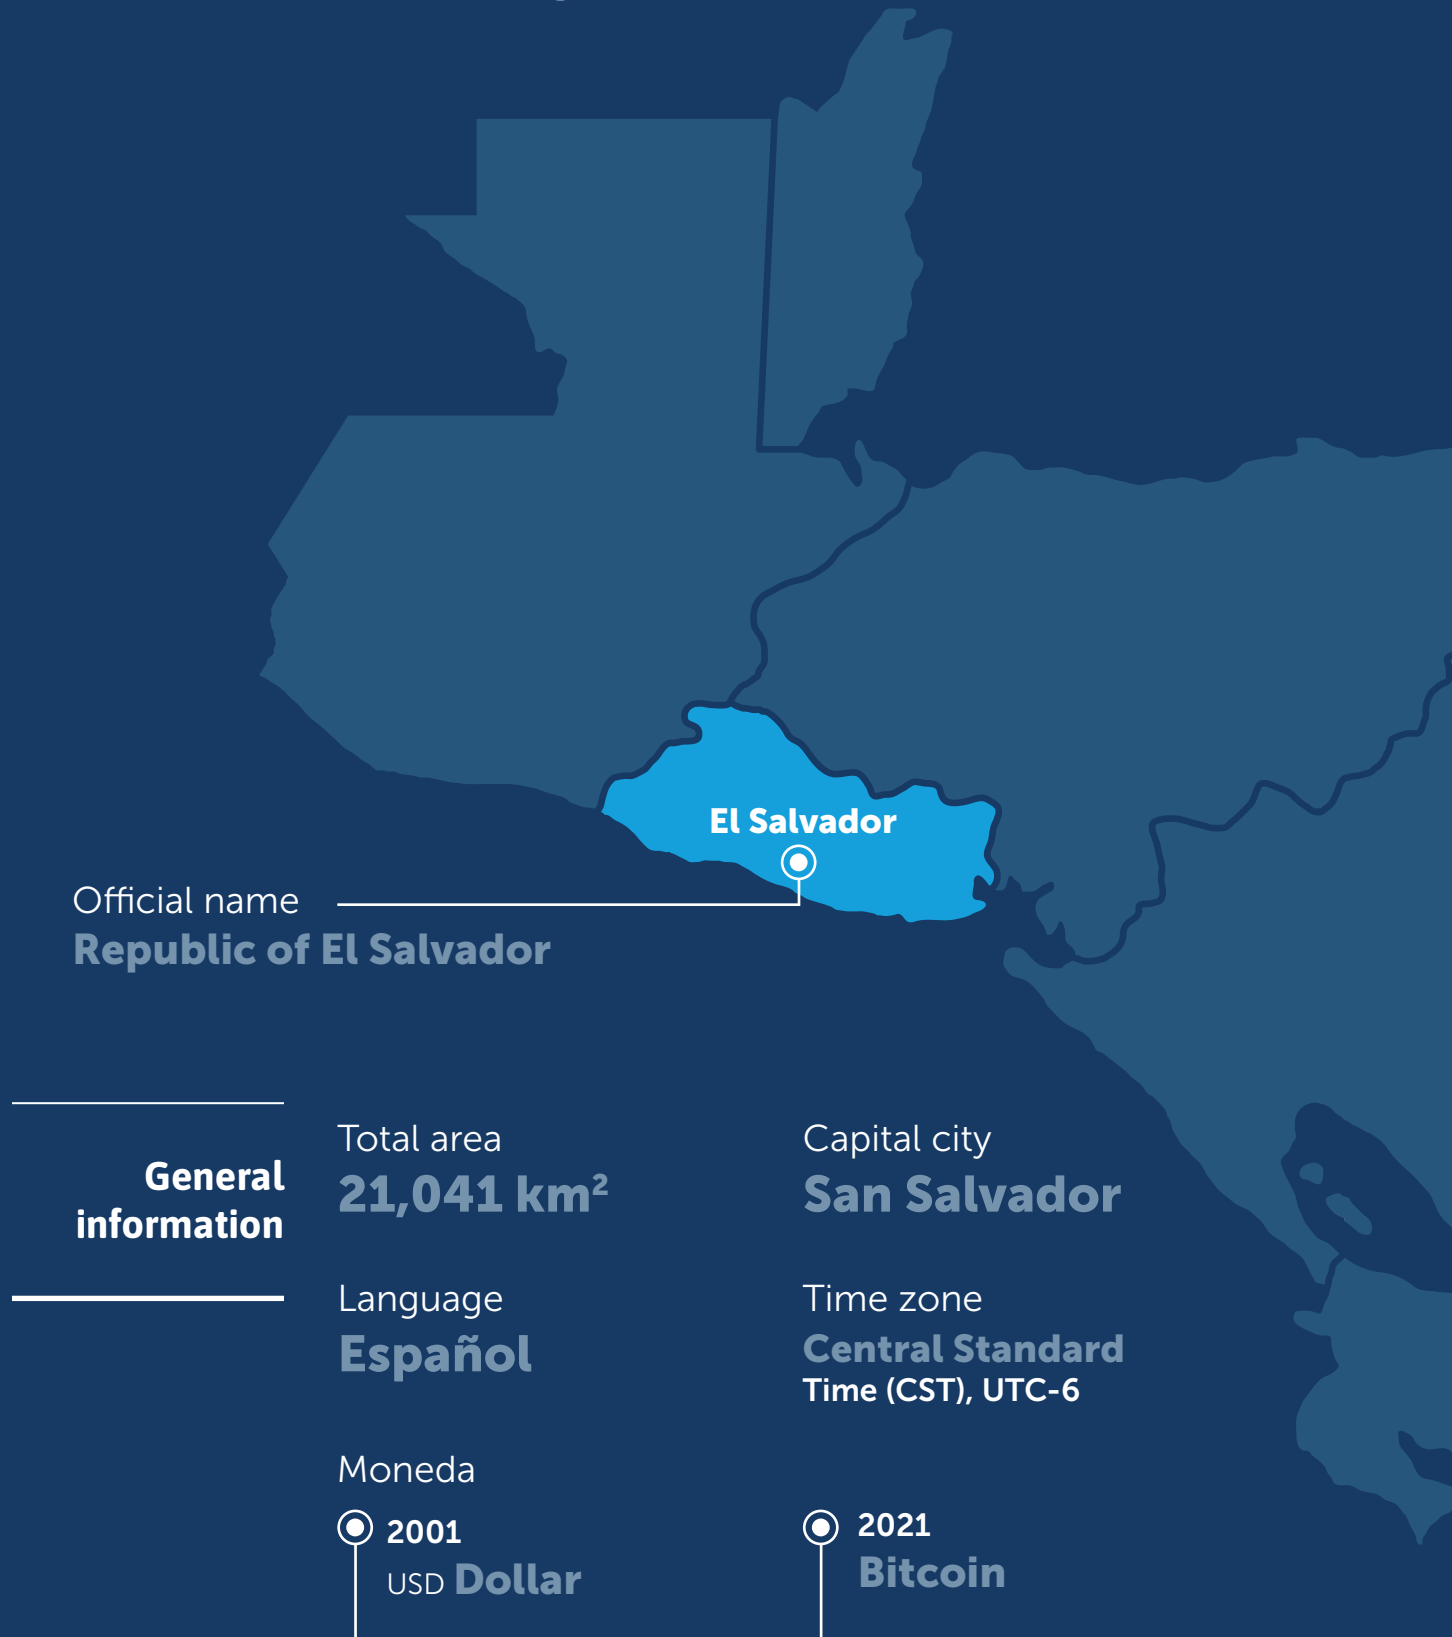 El Salvador
Official name
Republic of El Salvador
General
information
Total area
21,041 km²
Capital city
San Salvador
Language
Español
Time zone
Central Standard
Time (CST), UTC-6
Moneda
2001
USD Dollar
2021
Bitcoin